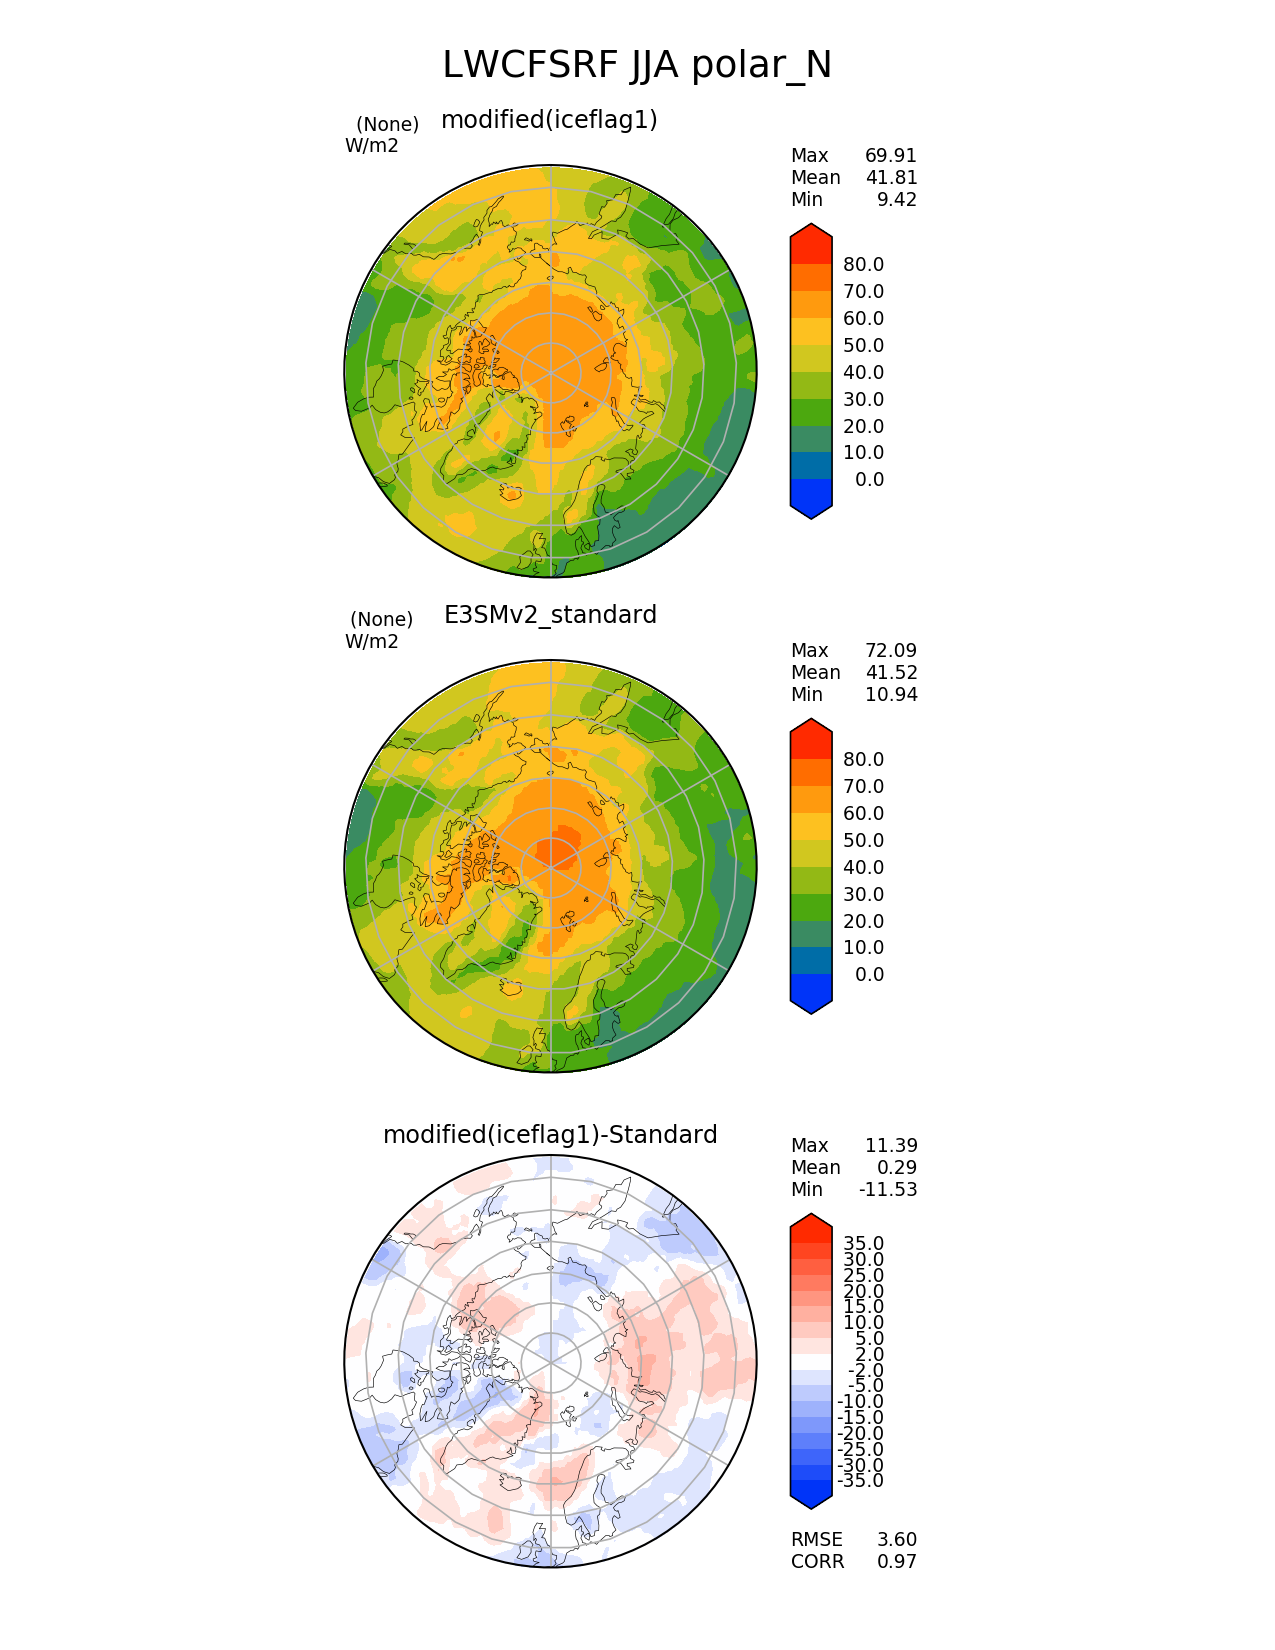 LWCFSRF JJA polar_N
(None) modified(iceflag1)
W/m2
Max 69.91
Mean 41.81
Min 9.42
80.0
70.0
60.0
50.0
40.0
30.0
20.0
10.0
0.0
(None) E3SMv2_standard
W/m2
Max 72.09
Mean 41.52
Min 10.94
80.0
70.0
60.0
50.0
40.0
30.0
20.0
10.0
0.0
modified(iceflag1)-Standard
Max 11.39
Mean 0.29
Min -11.53
35.0
30.0
25.0
20.0
15.0
10.0
5.0
2.0
-2.0
-5.0
-10.0
-15.0
-20.0
-25.0
-30.0
-35.0
RMSE 3.60
CORR 0.97